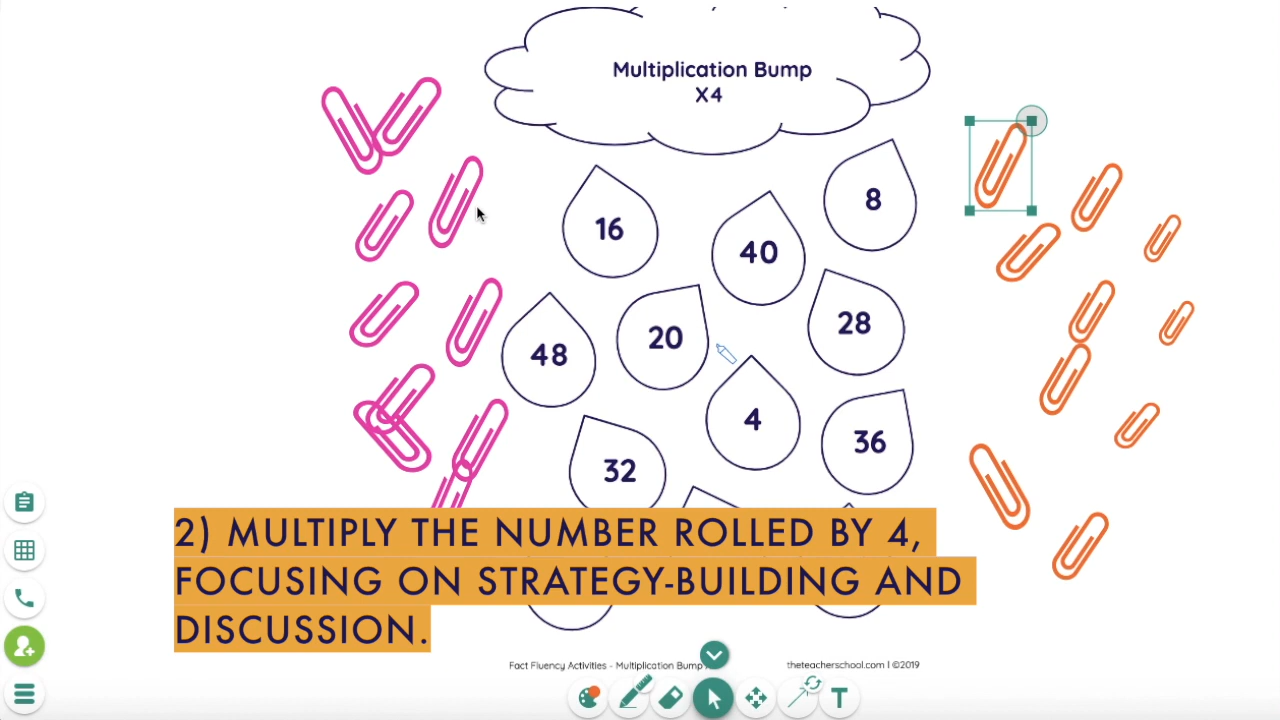 Multiplication Bump
X4
8
16
40
28
20
48
4
36
32
2) MULTIPLY THE NUMBER ROLLED BY 4,
FOCUSING ON STRATEGY-BUILDING AND
DISCUSSION.
Fact Fluency Activities - Multiplication Bump
theteacherschool.com | ©2019
T